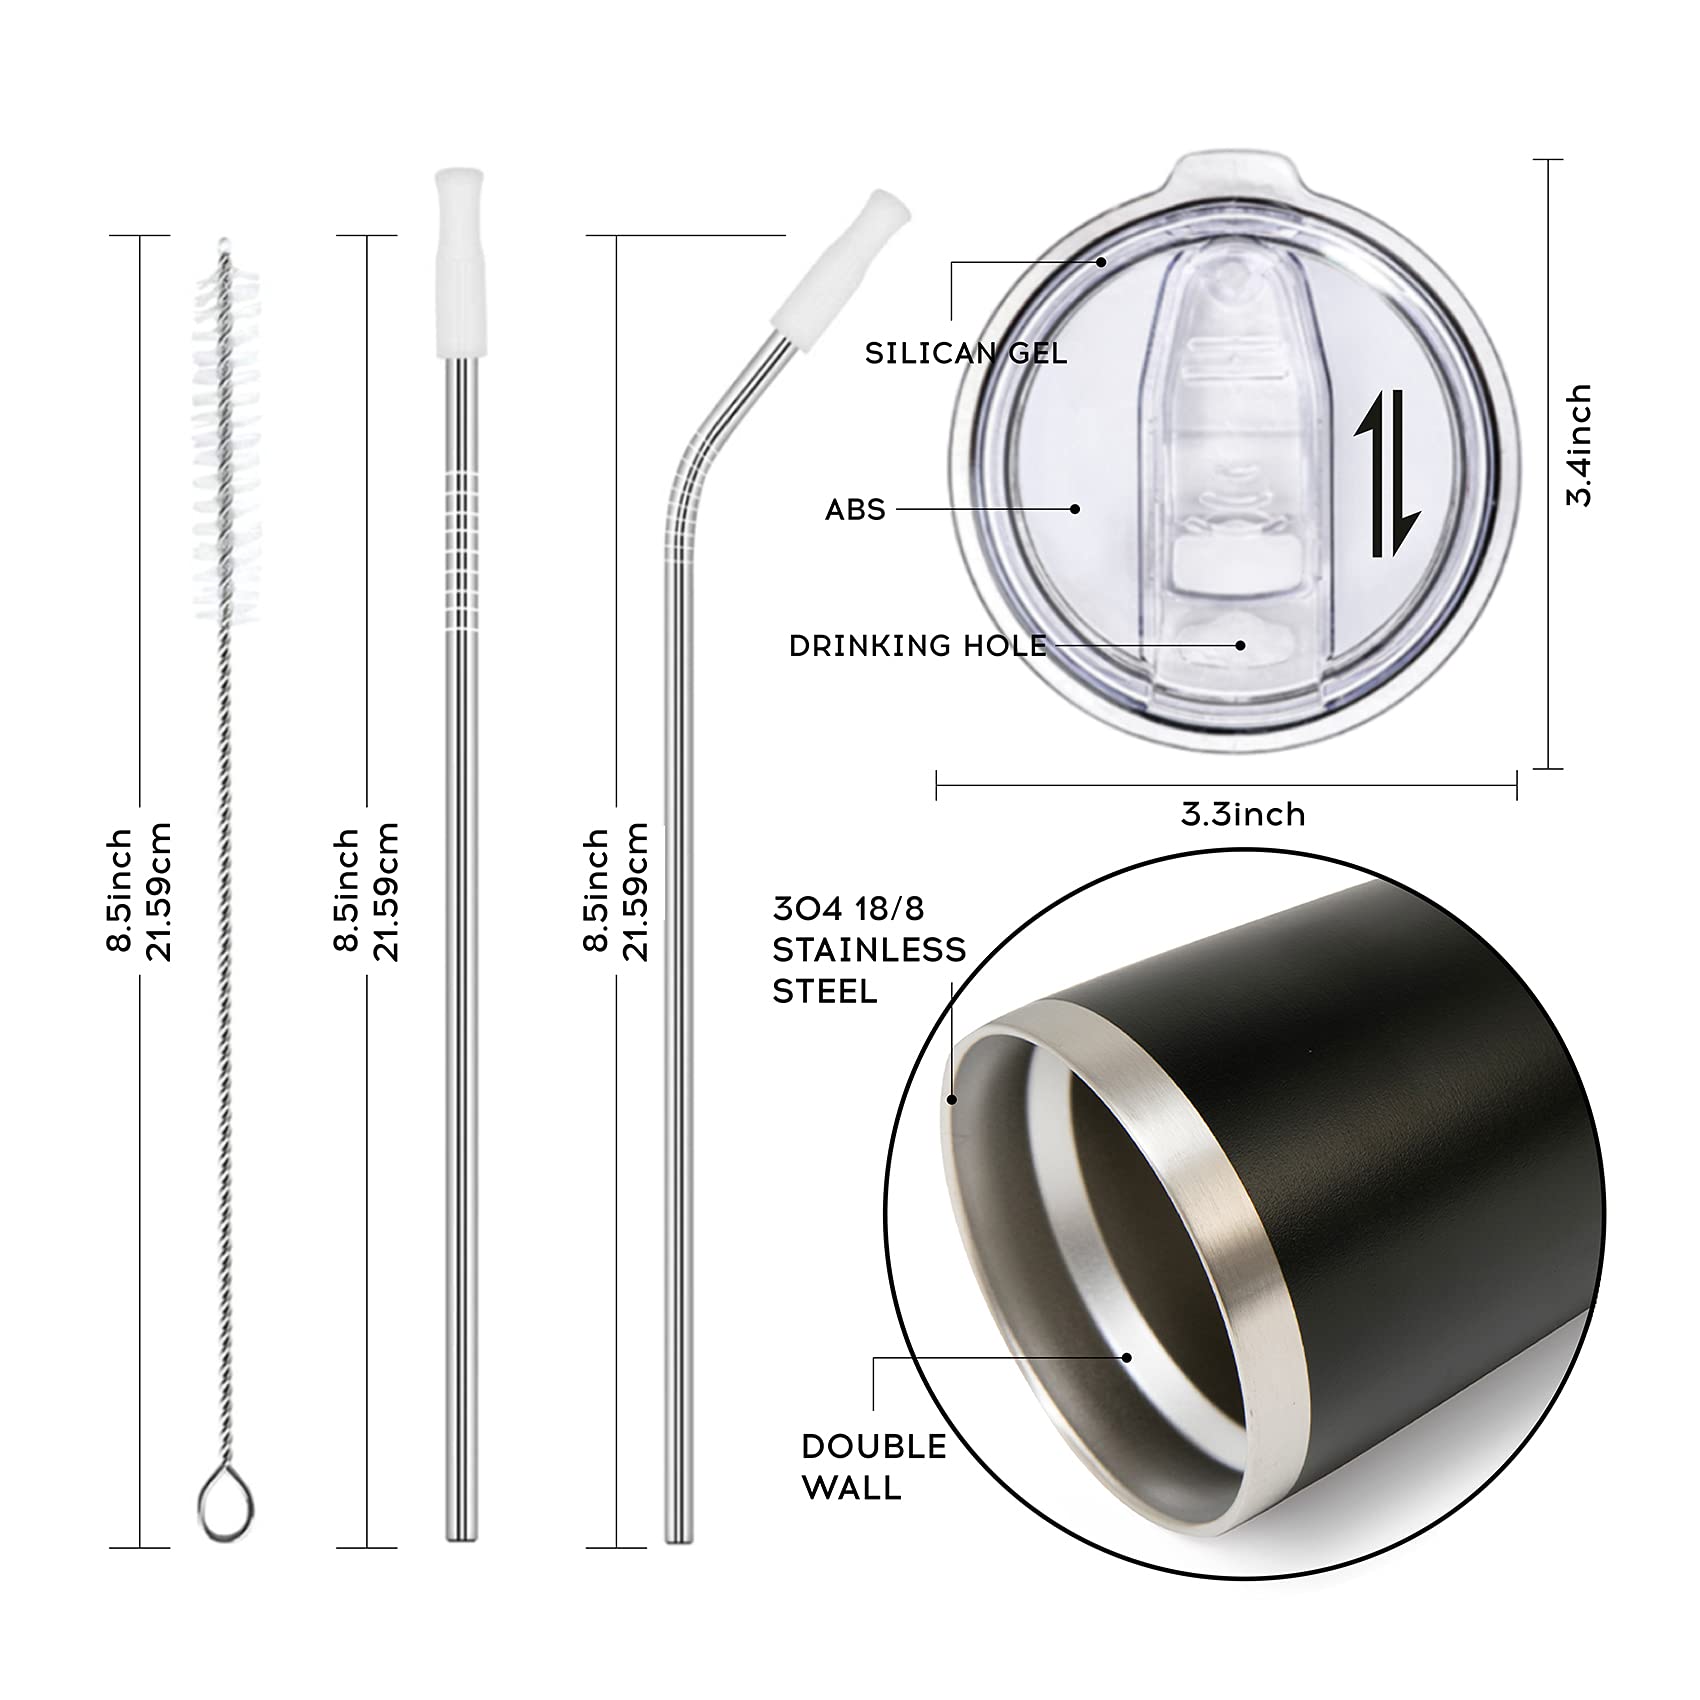 8.5inch
21.59cm
8.5inch
21.59cm
8.5inch
21.59cm
SILICAN GEL
ABS
DRINKING HOLE
3.4inch
3.3inch
304 18/8
STAINLESS
STEEL
DOUBLE
WALL